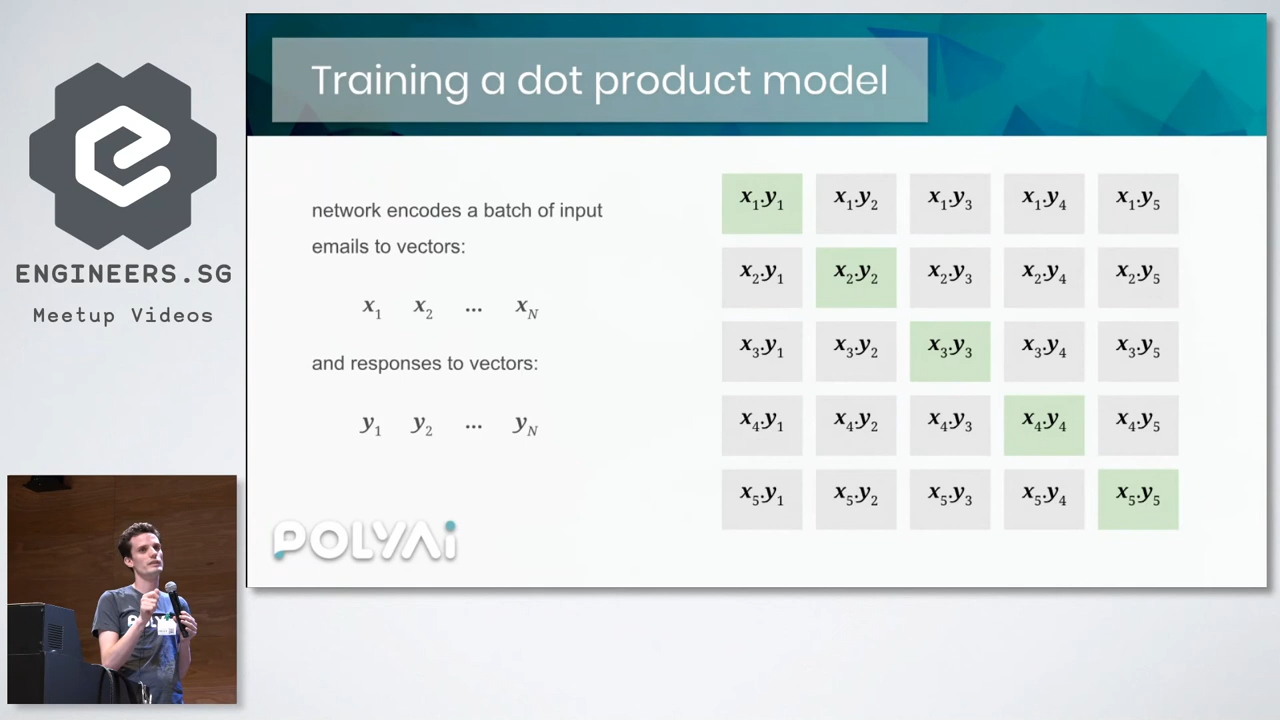 ENGINEERS.SG
Meetup Videos
Training a dot product model
network encodes a batch of input
emails to vectors:
x₁ x₂ ... x_N
and responses to vectors:
y₁ y₂ ... y_N
x₁.y₁ x₁.y₂ x₁.y₃ x₁.y₄ x₁.y₅
x₂.y₁ x₂.y₂ x₂.y₃ x₂.y₄ x₂.y₅
x₃.y₁ x₃.y₂ x₃.y₃ x₃.y₄ x₃.y₅
x₄.y₁ x₄.y₂ x₄.y₃ x₄.y₄ x₄.y₅
x₅.y₁ x₅.y₂ x₅.y₃ x₅.y₄ x₅.y₅
POLYAi